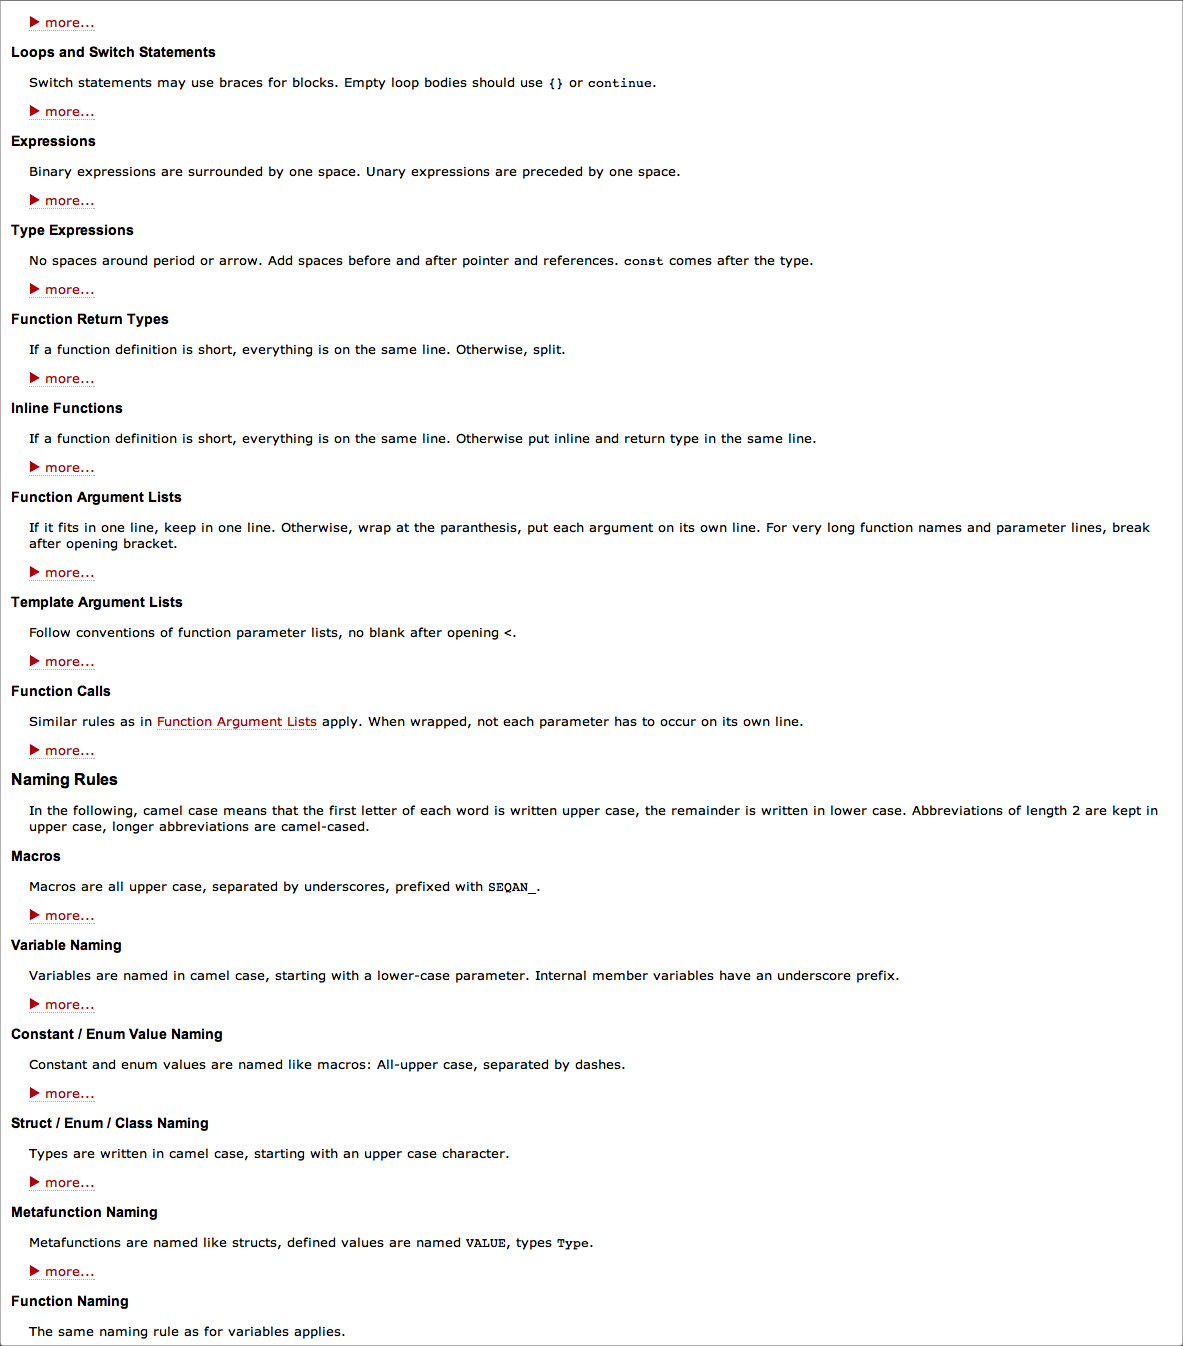 ▶ more...
Loops and Switch Statements
Switch statements may use braces for blocks. Empty loop bodies should use {} or continue.
▶ more...
Expressions
Binary expressions are surrounded by one space. Unary expressions are preceded by one space.
▶ more...
Type Expressions
No spaces around period or arrow. Add spaces before and after pointer and references. const comes after the type.
▶ more...
Function Return Types
If a function definition is short, everything is on the same line. Otherwise, split.
▶ more...
Inline Functions
If a function definition is short, everything is on the same line. Otherwise put inline and return type in the same line.
▶ more...
Function Argument Lists
If it fits in one line, keep in one line. Otherwise, wrap at the paranthesis, put each argument on its own line. For very long function names and parameter lines, break
after opening bracket.
▶ more...
Template Argument Lists
Follow conventions of function parameter lists, no blank after opening <.
▶ more...
Function Calls
Similar rules as in Function Argument Lists apply. When wrapped, not each parameter has to occur on its own line.
▶ more...
Naming Rules
In the following, camel case means that the first letter of each word is written upper case, the remainder is written in lower case. Abbreviations of length 2 are kept in
upper case, longer abbreviations are camel-cased.
Macros
Macros are all upper case, separated by underscores, prefixed with SEQAN_.
▶ more...
Variable Naming
Variables are named in camel case, starting with a lower-case parameter. Internal member variables have an underscore prefix.
▶ more...
Constant / Enum Value Naming
Constant and enum values are named like macros: All-upper case, separated by dashes.
▶ more...
Struct / Enum / Class Naming
Types are written in camel case, starting with an upper case character.
▶ more...
Metafunction Naming
Metafunctions are named like structs, defined values are named VALUE, types Type.
▶ more...
Function Naming
The same naming rule as for variables applies.